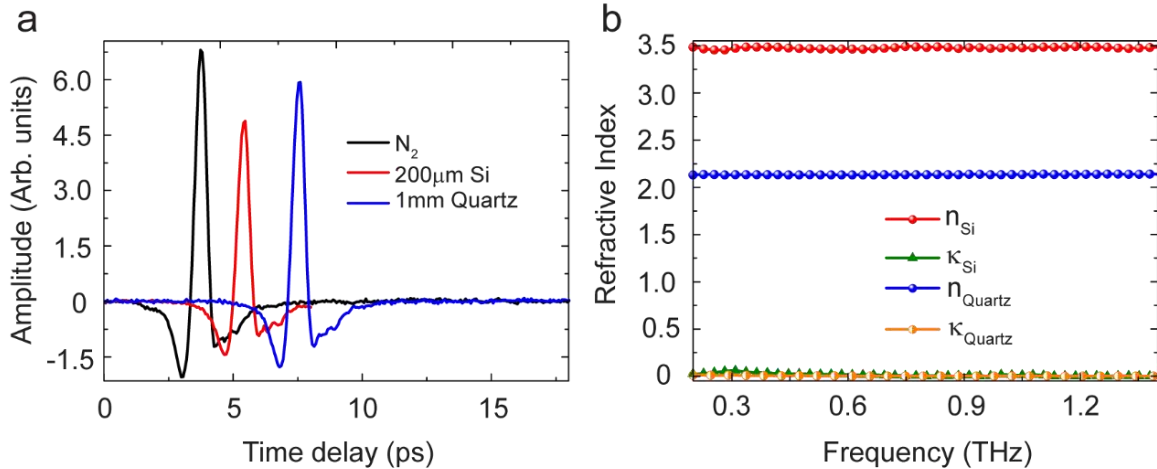 a
Amplitude (Arb. units)
6.0
4.5
3.0
1.5
0
-1.5
N2
200μm Si
1mm Quartz
0
5
10
15
Time delay (ps)
b
Refractive Index
3.5
3.0
2.5
2.0
1.5
1.0
0.5
0
nSi
κSi
nQuartz
κQuartz
0.3
0.6
0.9
1.2
Frequency (THz)